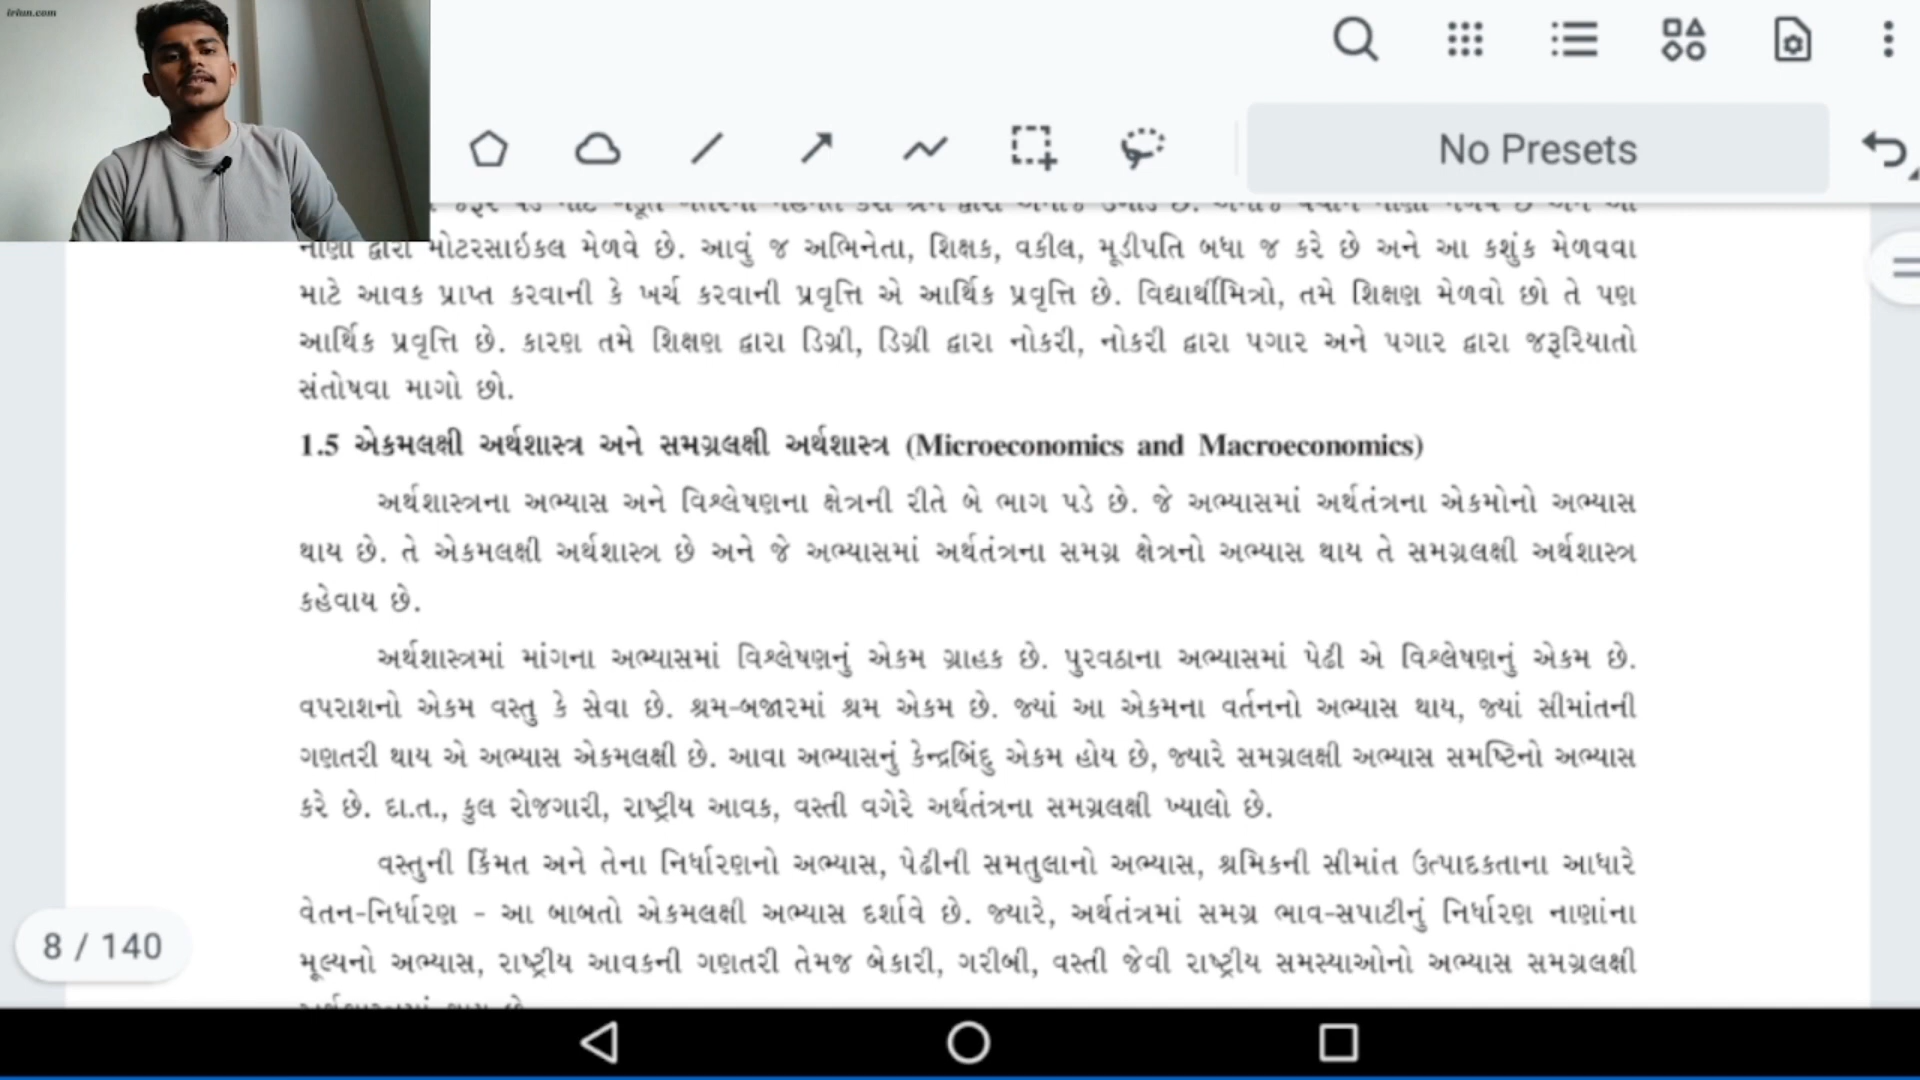 iriun.com
No Presets
નાણા દ્વારા મોટરસાઇકલ મેળવે છે. આવું જ અભિનેતા, શિક્ષક, વકીલ, મૂડીપતિ બધા જ કરે છે અને આ કશુંક મેળવવા
માટે આવક પ્રાપ્ત કરવાની કે ખર્ચ કરવાની પ્રવૃત્તિ એ આર્થિક પ્રવૃત્તિ છે. વિદ્યાર્થીમિત્રો, તમે શિક્ષણ મેળવો છો તે પણ
આર્થિક પ્રવૃત્તિ છે. કારણ તમે શિક્ષણ દ્વારા ડિગ્રી, ડિગ્રી દ્વારા નોકરી, નોકરી દ્વારા પગાર અને પગાર દ્વારા જરૂરિયાતો
સંતોષવા માગો છો.
1.5 એકમલક્ષી અર્થશાસ્ત્ર અને સમગ્રલક્ષી અર્થશાસ્ત્ર (Microeconomics and Macroeconomics)
અર્થશાસ્ત્રના અભ્યાસ અને વિશ્લેષણના ક્ષેત્રની રીતે બે ભાગ પડે છે. જે અભ્યાસમાં અર્થતંત્રના એકમોનો અભ્યાસ
થાય છે. તે એકમલક્ષી અર્થશાસ્ત્ર છે અને જે અભ્યાસમાં અર્થતંત્રના સમગ્ર ક્ષેત્રનો અભ્યાસ થાય તે સમગ્રલક્ષી અર્થશાસ્ત્ર
કહેવાય છે.
અર્થશાસ્ત્રમાં માંગના અભ્યાસમાં વિશ્લેષણનું એકમ ગ્રાહક છે. પુરવઠાના અભ્યાસમાં પેઢી એ વિશ્લેષણનું એકમ છે.
વપરાશનો એકમ વસ્તુ કે સેવા છે. શ્રમ-બજારમાં શ્રમ એકમ છે. જ્યાં આ એકમના વર્તનનો અભ્યાસ થાય, જ્યાં સીમાંતની
ગણતરી થાય એ અભ્યાસ એકમલક્ષી છે. આવા અભ્યાસનું કેન્દ્રબિંદુ એકમ હોય છે, જ્યારે સમગ્રલક્ષી અભ્યાસ સમષ્ટિનો અભ્યાસ
કરે છે. દા.ત., કુલ રોજગારી, રાષ્ટ્રીય આવક, વસ્તી વગેરે અર્થતંત્રના સમગ્રલક્ષી ખ્યાલો છે.
વસ્તુની કિંમત અને તેના નિર્ધારણનો અભ્યાસ, પેઢીની સમતુલાનો અભ્યાસ, શ્રમિકની સીમાંત ઉત્પાદકતાના આધારે
વેતન-નિર્ધારણ - આ બાબતો એકમલક્ષી અભ્યાસ દર્શાવે છે. જ્યારે, અર્થતંત્રમાં સમગ્ર ભાવ-સપાટીનું નિર્ધારણ નાણાંના
મૂલ્યનો અભ્યાસ, રાષ્ટ્રીય આવકની ગણતરી તેમજ બેકારી, ગરીબી, વસ્તી જેવી રાષ્ટ્રીય સમસ્યાઓનો અભ્યાસ સમગ્રલક્ષી
8 / 140